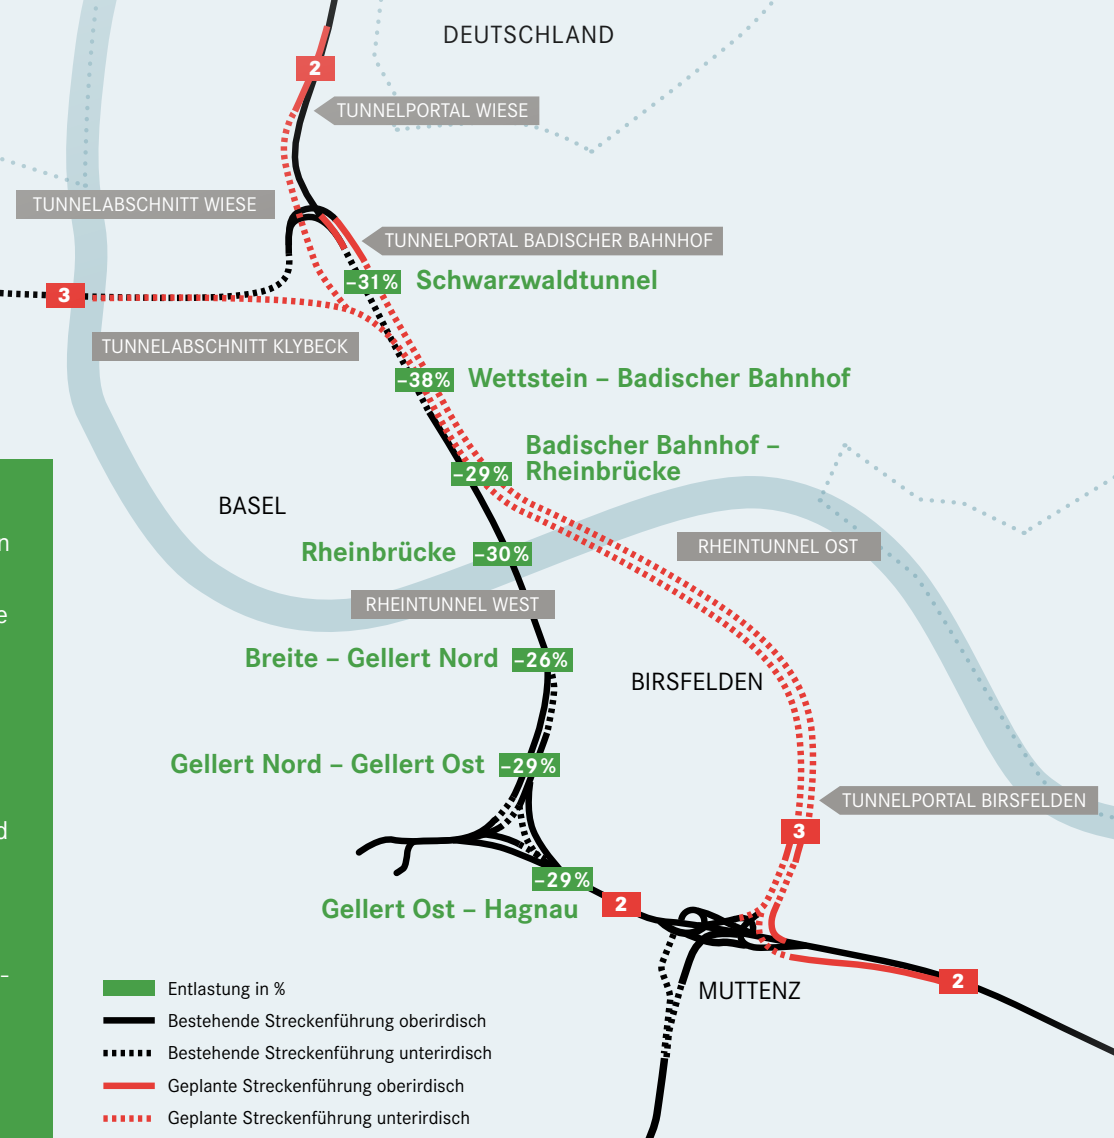 DEUTSCHLAND
2
TUNNELPORTAL WIESE
TUNNELABSCHNITT WIESE
TUNNELPORTAL BADISCHER BAHNHOF
–31% Schwarzwaldtunnel
3
TUNNELABSCHNITT KLYBECK
–38% Wettstein – Badischer Bahnhof
Badischer Bahnhof –
–29% Rheinbrücke
BASEL
n
RHEINTUNNEL OST
Rheinbrücke –30%
RHEINTUNNEL WEST
e
Breite – Gellert Nord –26%
BIRSFELDEN
Gellert Nord – Gellert Ost –29%
TUNNELPORTAL BIRSFELDEN
d
3
–29%
Gellert Ost – Hagnau
2
-
2
MUTTENZ
Entlastung in %
Bestehende Streckenführung oberirdisch
Bestehende Streckenführung unterirdisch
Geplante Streckenführung oberirdisch
Geplante Streckenführung unterirdisch